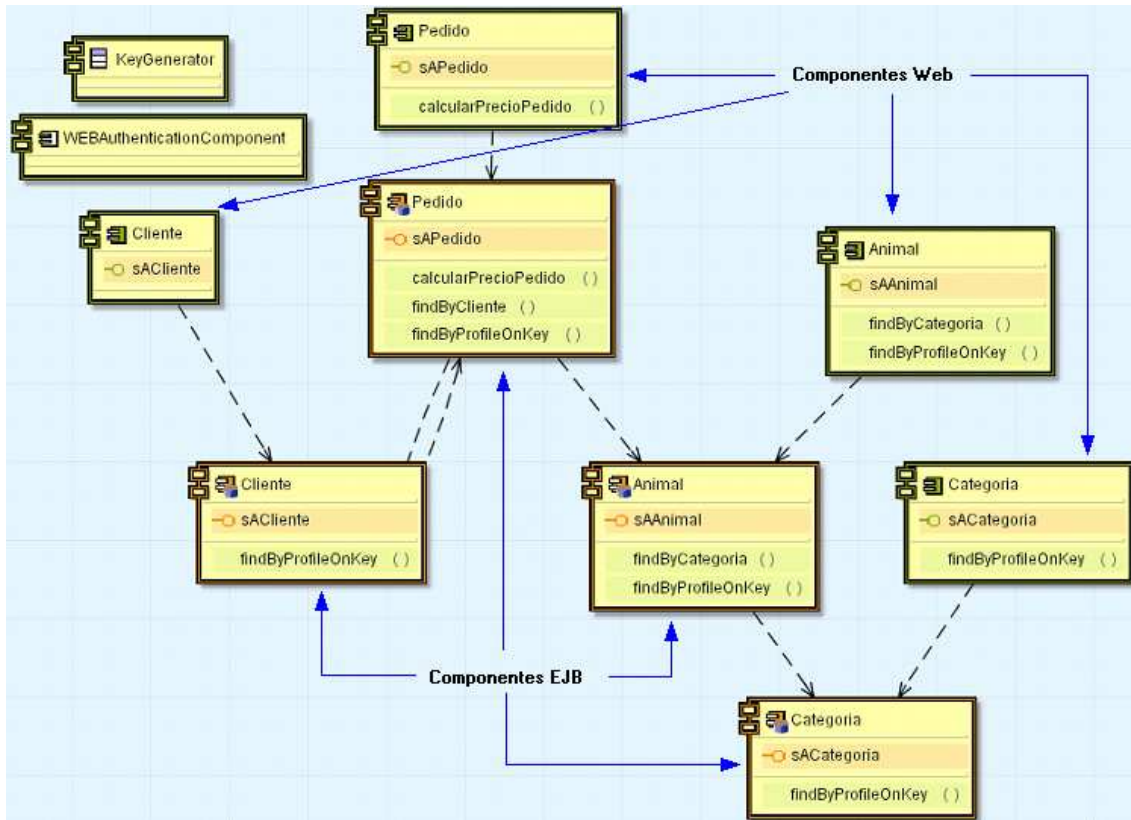 KeyGenerator
WEBAuthenticationComponent
Pedido
sAPedido
calcularPrecioPedido ( )
Componentes Web
Cliente
sACliente
Pedido
sAPedido
calcularPrecioPedido ( )
findByCliente ( )
findByProfileOnKey ( )
Animal
sAAnimal
findByCategoria ( )
findByProfileOnKey ( )
Cliente
sACliente
findByProfileOnKey ( )
Animal
sAAnimal
findByCategoria ( )
findByProfileOnKey ( )
Categoria
sACategoria
findByProfileOnKey ( )
Componentes EJB
Categoria
sACategoria
findByProfileOnKey ( )